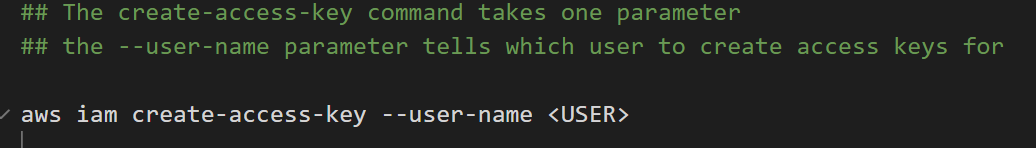 ## The create-access-key command takes one parameter
## the --user-name parameter tells which user to create access keys for
aws iam create-access-key --user-name <USER>